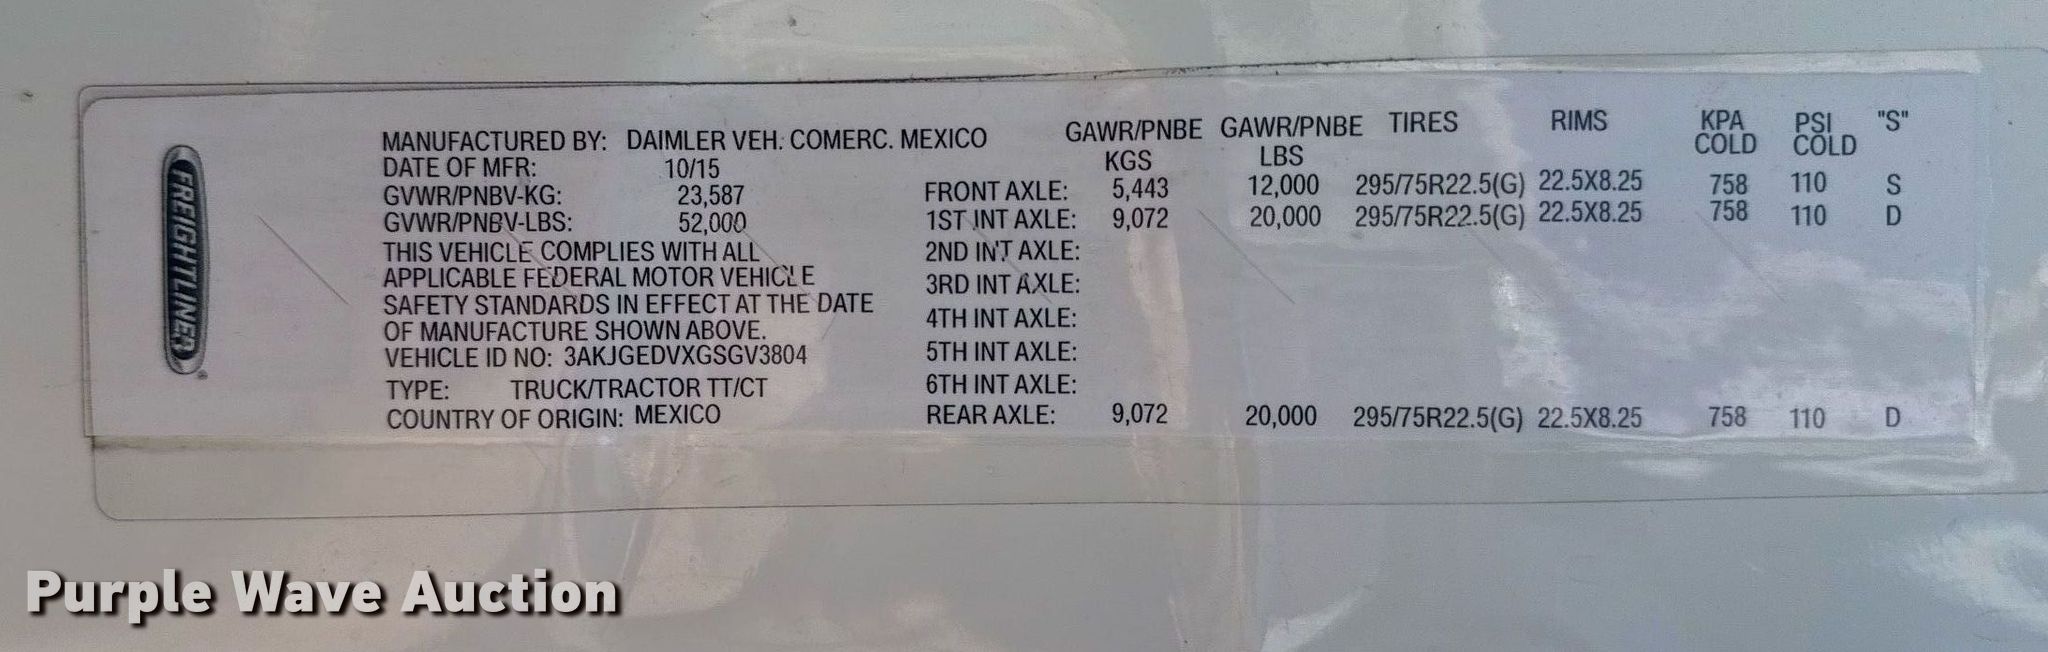 FREIGHTLINER
MANUFACTURED BY: DAIMLER VEH. COMERC. MEXICO
DATE OF MFR: 10/15
GVWR/PNBV-KG: 23,587
GVWR/PNBV-LBS: 52,000
THIS VEHICLE COMPLIES WITH ALL
APPLICABLE FEDERAL MOTOR VEHICLE
SAFETY STANDARDS IN EFFECT AT THE DATE
OF MANUFACTURE SHOWN ABOVE.
VEHICLE ID NO: 3AKJGEDVXGSGV3804
TYPE: TRUCK/TRACTOR TT/CT
COUNTRY OF ORIGIN: MEXICO
GAWR/PNBE GAWR/PNBE TIRES RIMS KPA PSI "S"
KGS LBS COLD COLD
FRONT AXLE: 5,443 12,000 295/75R22.5(G) 22.5X8.25 758 110 S
1ST INT AXLE: 9,072 20,000 295/75R22.5(G) 22.5X8.25 758 110 D
2ND INT AXLE:
3RD INT AXLE:
4TH INT AXLE:
5TH INT AXLE:
6TH INT AXLE:
REAR AXLE: 9,072 20,000 295/75R22.5(G) 22.5X8.25 758 110 D
Purple Wave Auction